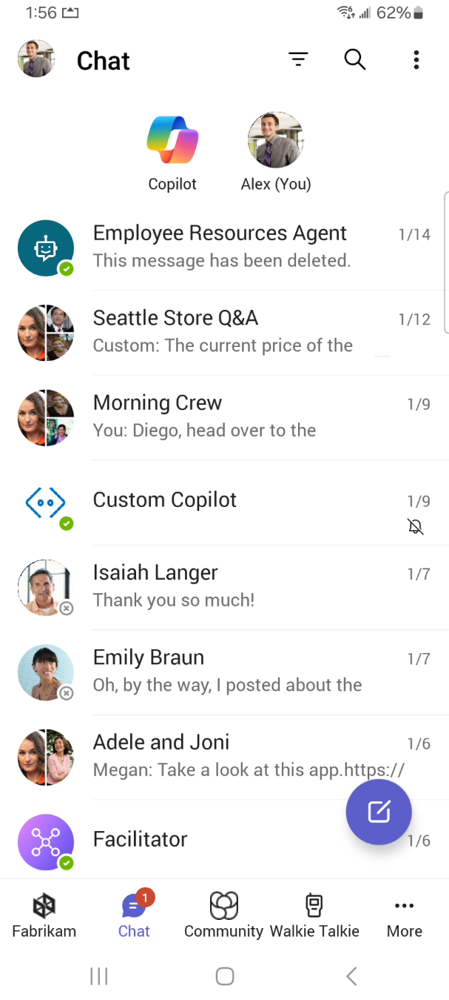 1:56
62%
Chat
Copilot
Alex (You)
Employee Resources Agent
1/14
This message has been deleted.
Seattle Store Q&A
1/12
Custom: The current price of the
Morning Crew
1/9
You: Diego, head over to the
Custom Copilot
1/9
Isaiah Langer
1/7
Thank you so much!
Emily Braun
1/7
Oh, by the way, I posted about the
Adele and Joni
1/6
Megan: Take a look at this app.https://
Facilitator
1/6
1
Fabrikam
Chat
Community
Walkie Talkie
More